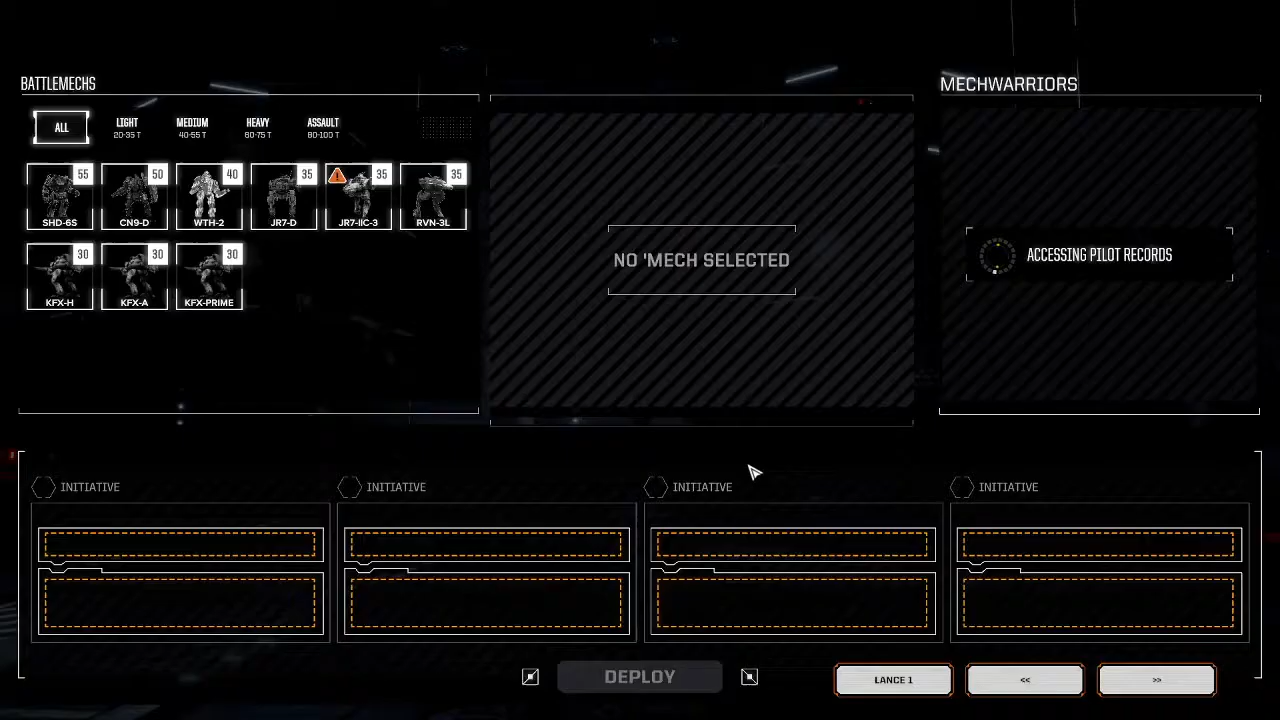 BATTLEMECHS
ALL
LIGHT
20-35 T
MEDIUM
40-55 T
HEAVY
60-75 T
ASSAULT
80-100 T
55
SHD-6S
50
CN9-D
40
WTH-2
35
JR7-D
35
JR7-IIC-3
35
RVN-3L
30
KFX-H
30
KFX-A
30
KFX-PRIME
NO 'MECH SELECTED
MECHWARRIORS
ACCESSING PILOT RECORDS
INITIATIVE
INITIATIVE
INITIATIVE
INITIATIVE
DEPLOY
LANCE 1
<<
>>